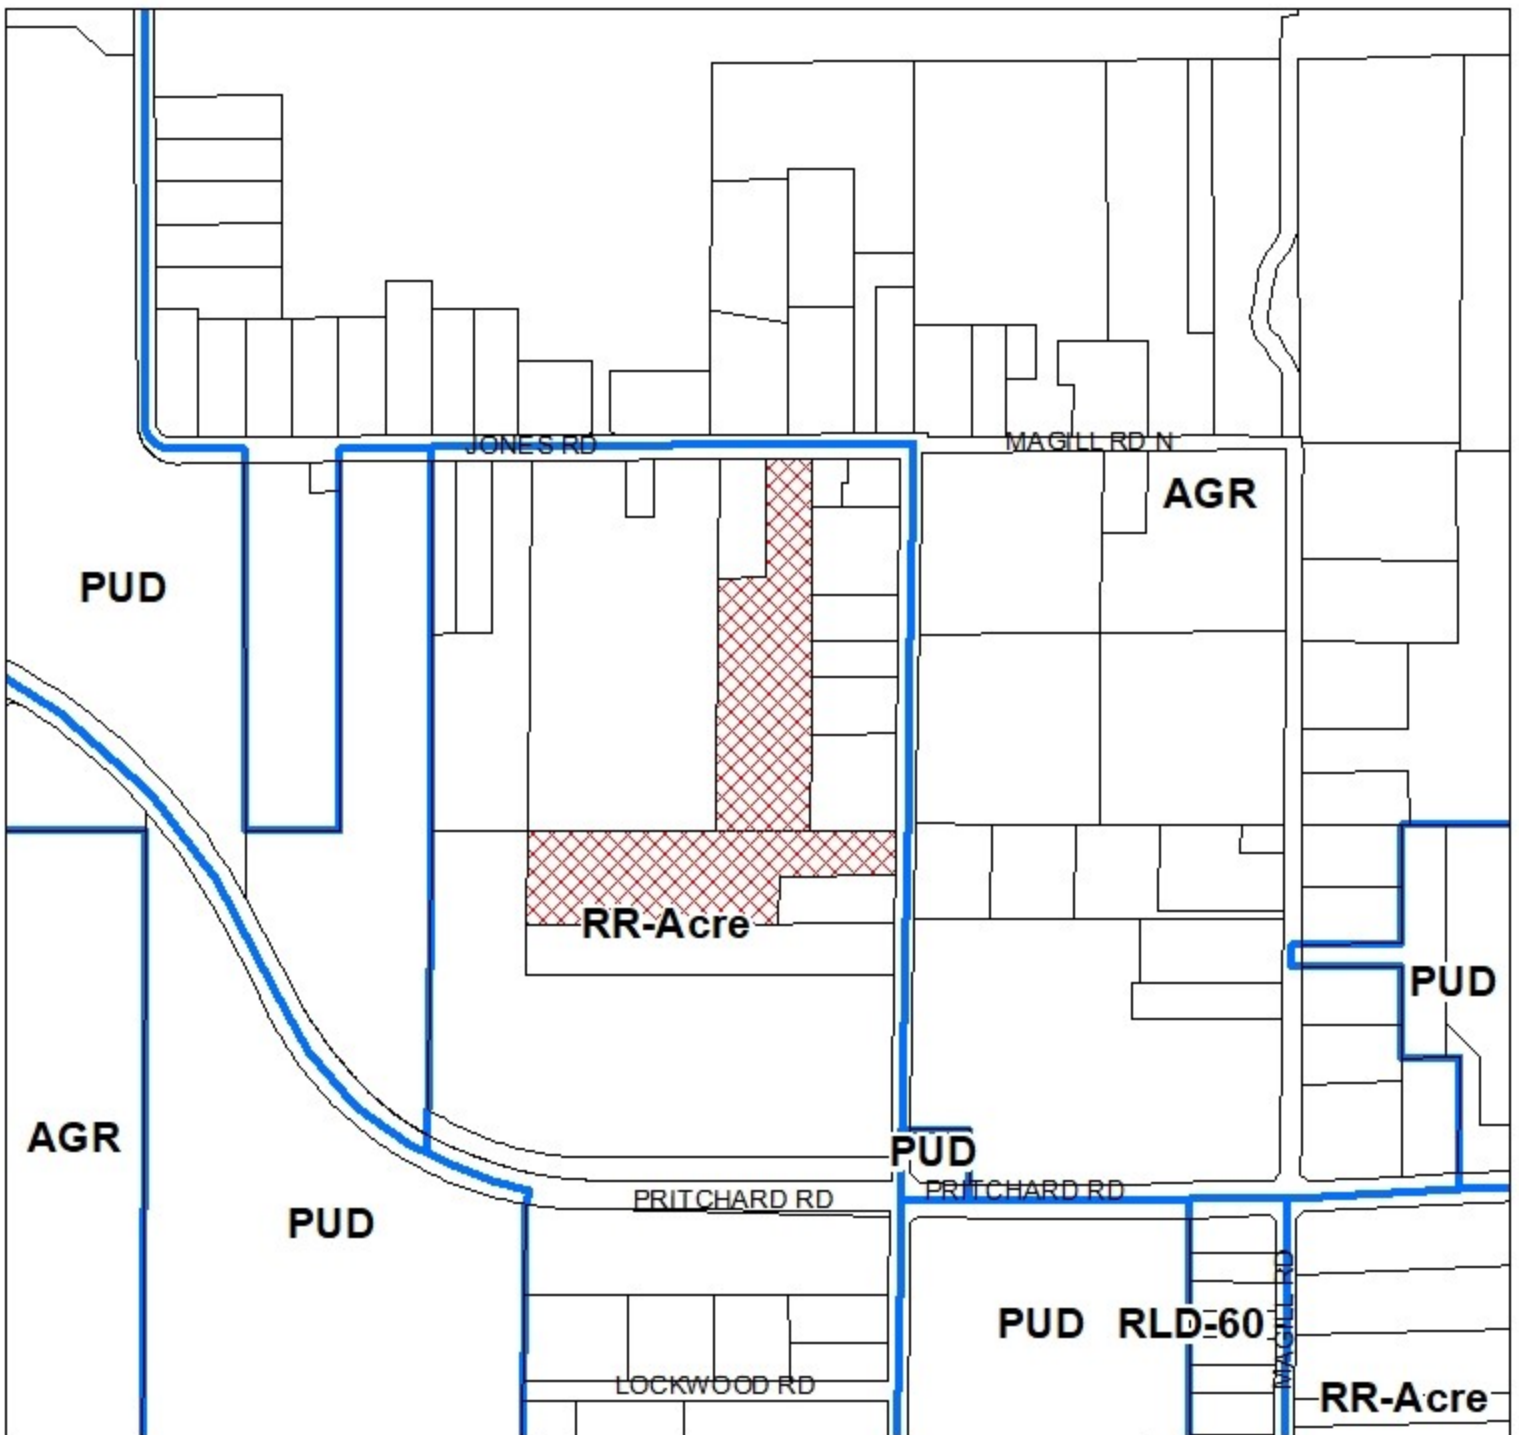 JONES RD
MAGILL RD N
AGR
PUD
RR-Acre
PUD
AGR
PUD
PRITCHARD RD
PRITCHARD RD
PUD
PUD
RLD-60
MAGILL RD
LOCKWOOD RD
RR-Acre